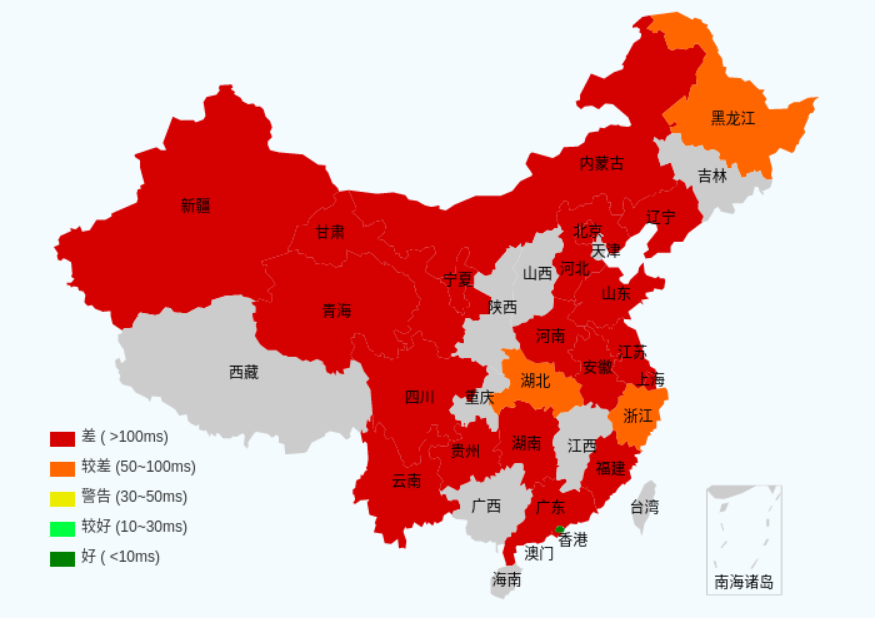 黑龙江
内蒙古
吉林
新疆
辽宁
甘肃
北京
天津
宁夏
山西
河北
山东
陕西
青海
河南
江苏
安徽
西藏
上海
湖北
四川
重庆
浙江
湖南
江西
贵州
福建
云南
广西
广东
台湾
香港
澳门
海南
南海诸岛
差 ( >100ms)
较差 (50~100ms)
警告 (30~50ms)
较好 (10~30ms)
好 ( <10ms)